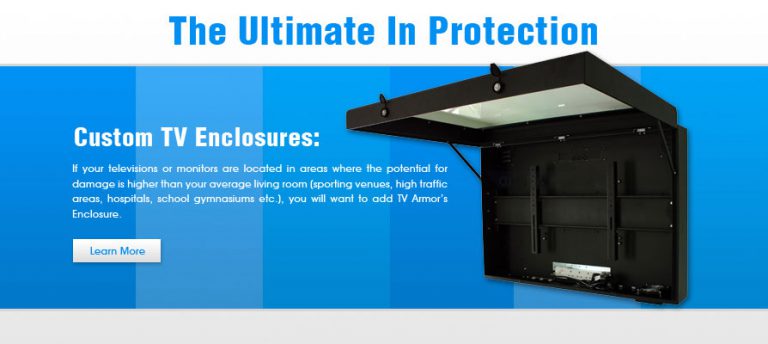 The Ultimate In Protection
Custom TV Enclosures:
If your televisions or monitors are located in areas where the potential for
damage is higher than your average living room (sporting venues, high traffic
areas, hospitals, school gymnasiums etc.), you will want to add TV Armor's
Enclosure.
Learn More